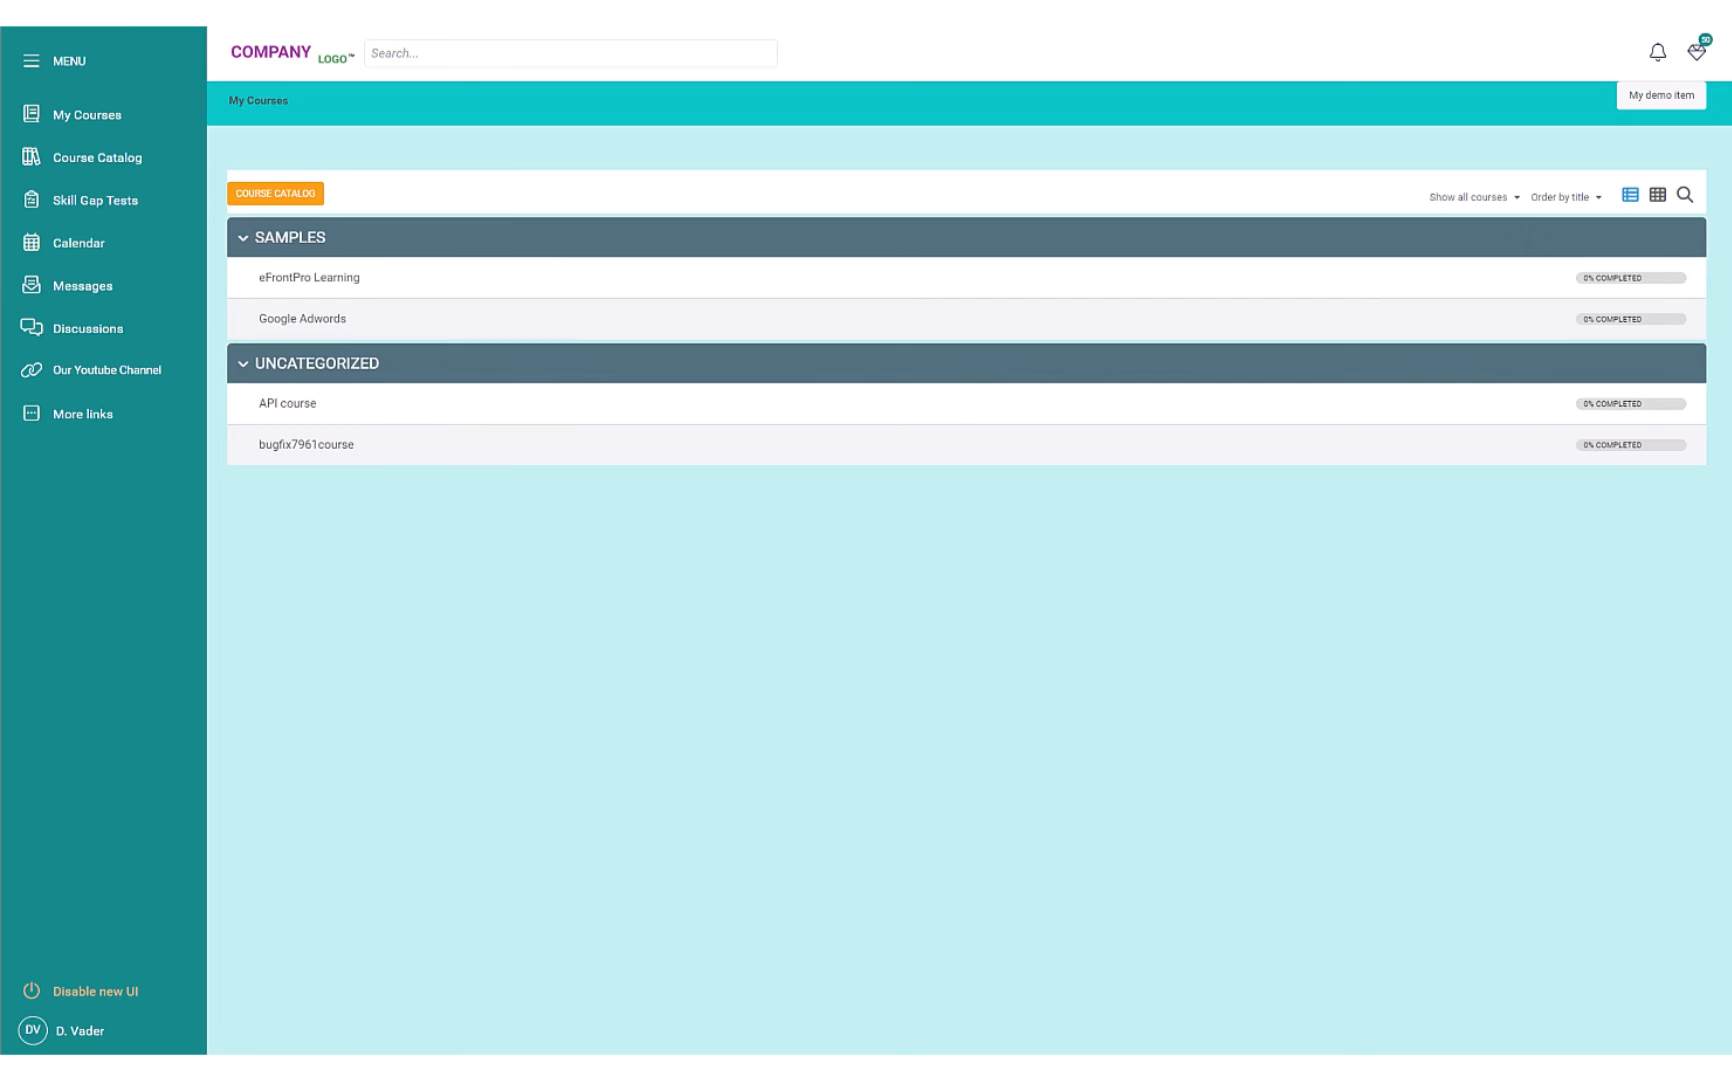 MENU
My Courses
Course Catalog
Skill Gap Tests
Calendar
Messages
Discussions
Our Youtube Channel
More links
Disable new UI
DV D. Vader
COMPANY LOGO™ Search...
50
My Courses
My demo item
COURSE CATALOG Show all courses Order by title
SAMPLES
eFrontPro Learning 0% COMPLETED
Google Adwords 0% COMPLETED
UNCATEGORIZED
API course 0% COMPLETED
bugfix7961course 0% COMPLETED